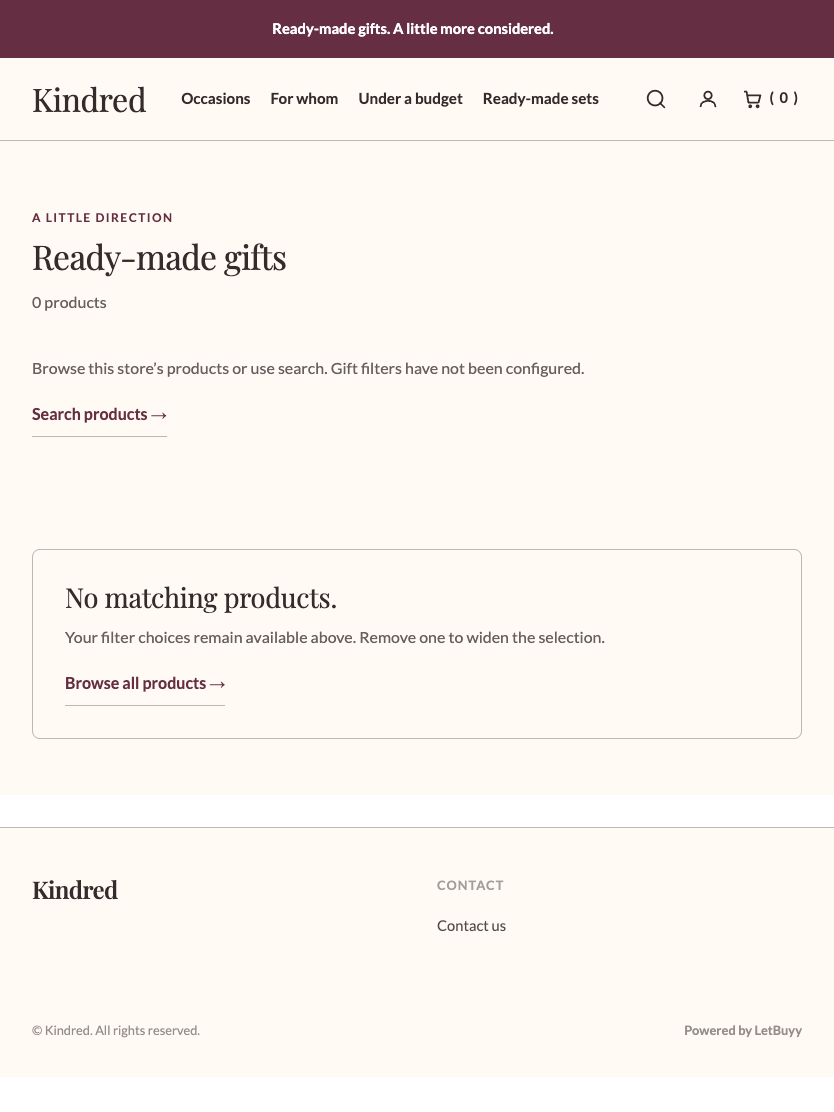 Ready-made gifts. A little more considered.
Kindred
Occasions
For whom
Under a budget
Ready-made sets
( 0 )
A LITTLE DIRECTION
Ready-made gifts
0 products
Browse this store’s products or use search. Gift filters have not been configured.
Search products →
No matching products.
Your filter choices remain available above. Remove one to widen the selection.
Browse all products →
Kindred
CONTACT
Contact us
© Kindred. All rights reserved.
Powered by LetBuyy